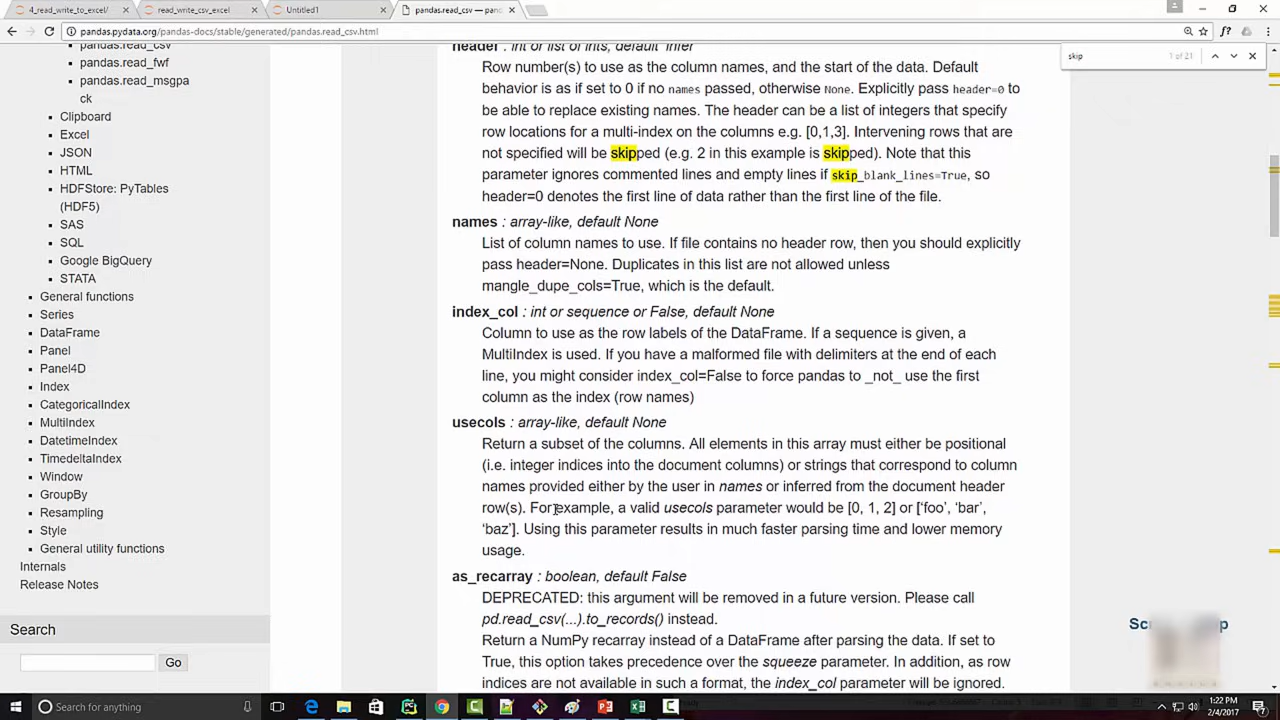 4_read_write_to_excel/
read_write_csv_excel
Untitled1
pandas.read_csv — pand
pandas.pydata.org/pandas-docs/stable/generated/pandas.read_csv.html
skip
1 of 21
pandas.read_csv
pandas.read_fwf
pandas.read_msgpa
ck
Clipboard
Excel
JSON
HTML
HDFStore: PyTables
(HDF5)
SAS
SQL
Google BigQuery
STATA
General functions
Series
DataFrame
Panel
Panel4D
Index
CategoricalIndex
MultiIndex
DatetimeIndex
TimedeltaIndex
Window
GroupBy
Resampling
Style
General utility functions
Internals
Release Notes
Search
Go
header : int or list of ints, default 'infer'
Row number(s) to use as the column names, and the start of the data. Default
behavior is as if set to 0 if no names passed, otherwise None. Explicitly pass header=0 to
be able to replace existing names. The header can be a list of integers that specify
row locations for a multi-index on the columns e.g. [0,1,3]. Intervening rows that are
not specified will be skipped (e.g. 2 in this example is skipped). Note that this
parameter ignores commented lines and empty lines if skip_blank_lines=True, so
header=0 denotes the first line of data rather than the first line of the file.
names : array-like, default None
List of column names to use. If file contains no header row, then you should explicitly
pass header=None. Duplicates in this list are not allowed unless
mangle_dupe_cols=True, which is the default.
index_col : int or sequence or False, default None
Column to use as the row labels of the DataFrame. If a sequence is given, a
MultiIndex is used. If you have a malformed file with delimiters at the end of each
line, you might consider index_col=False to force pandas to _not_ use the first
column as the index (row names)
usecols : array-like, default None
Return a subset of the columns. All elements in this array must either be positional
(i.e. integer indices into the document columns) or strings that correspond to column
names provided either by the user in names or inferred from the document header
row(s). For example, a valid usecols parameter would be [0, 1, 2] or [‘foo’, ‘bar’,
‘baz’]. Using this parameter results in much faster parsing time and lower memory
usage.
as_recarray : boolean, default False
DEPRECATED: this argument will be removed in a future version. Please call
pd.read_csv(...).to_records() instead.
Return a NumPy recarray instead of a DataFrame after parsing the data. If set to
True, this option takes precedence over the squeeze parameter. In addition, as row
indices are not available in such a format, the index_col parameter will be ignored.
Search for anything
1:22 PM
2/4/2017